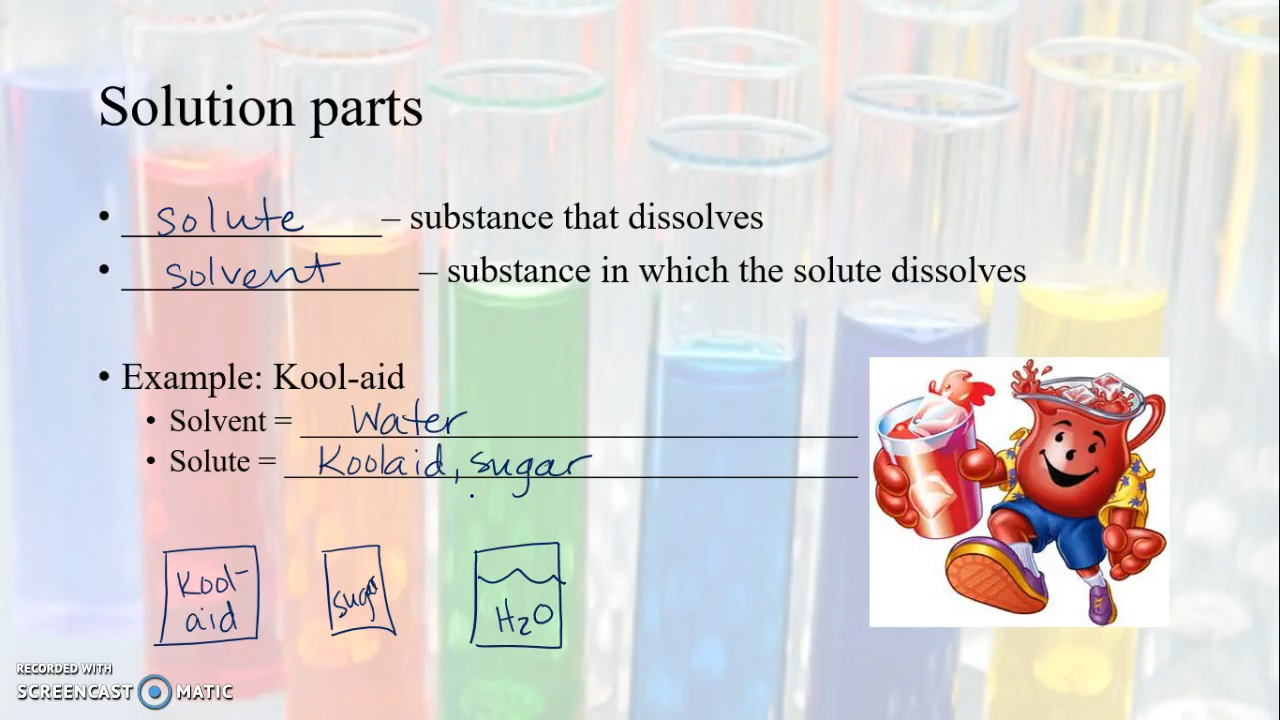 Solution parts
• solute – substance that dissolves
• solvent – substance in which the solute dissolves
• Example: Kool-aid
• Solvent = Water
• Solute = Koolaid, sugar
Kool-
aid
sugar
H2O
RECORDED WITH
SCREENCAST MATIC